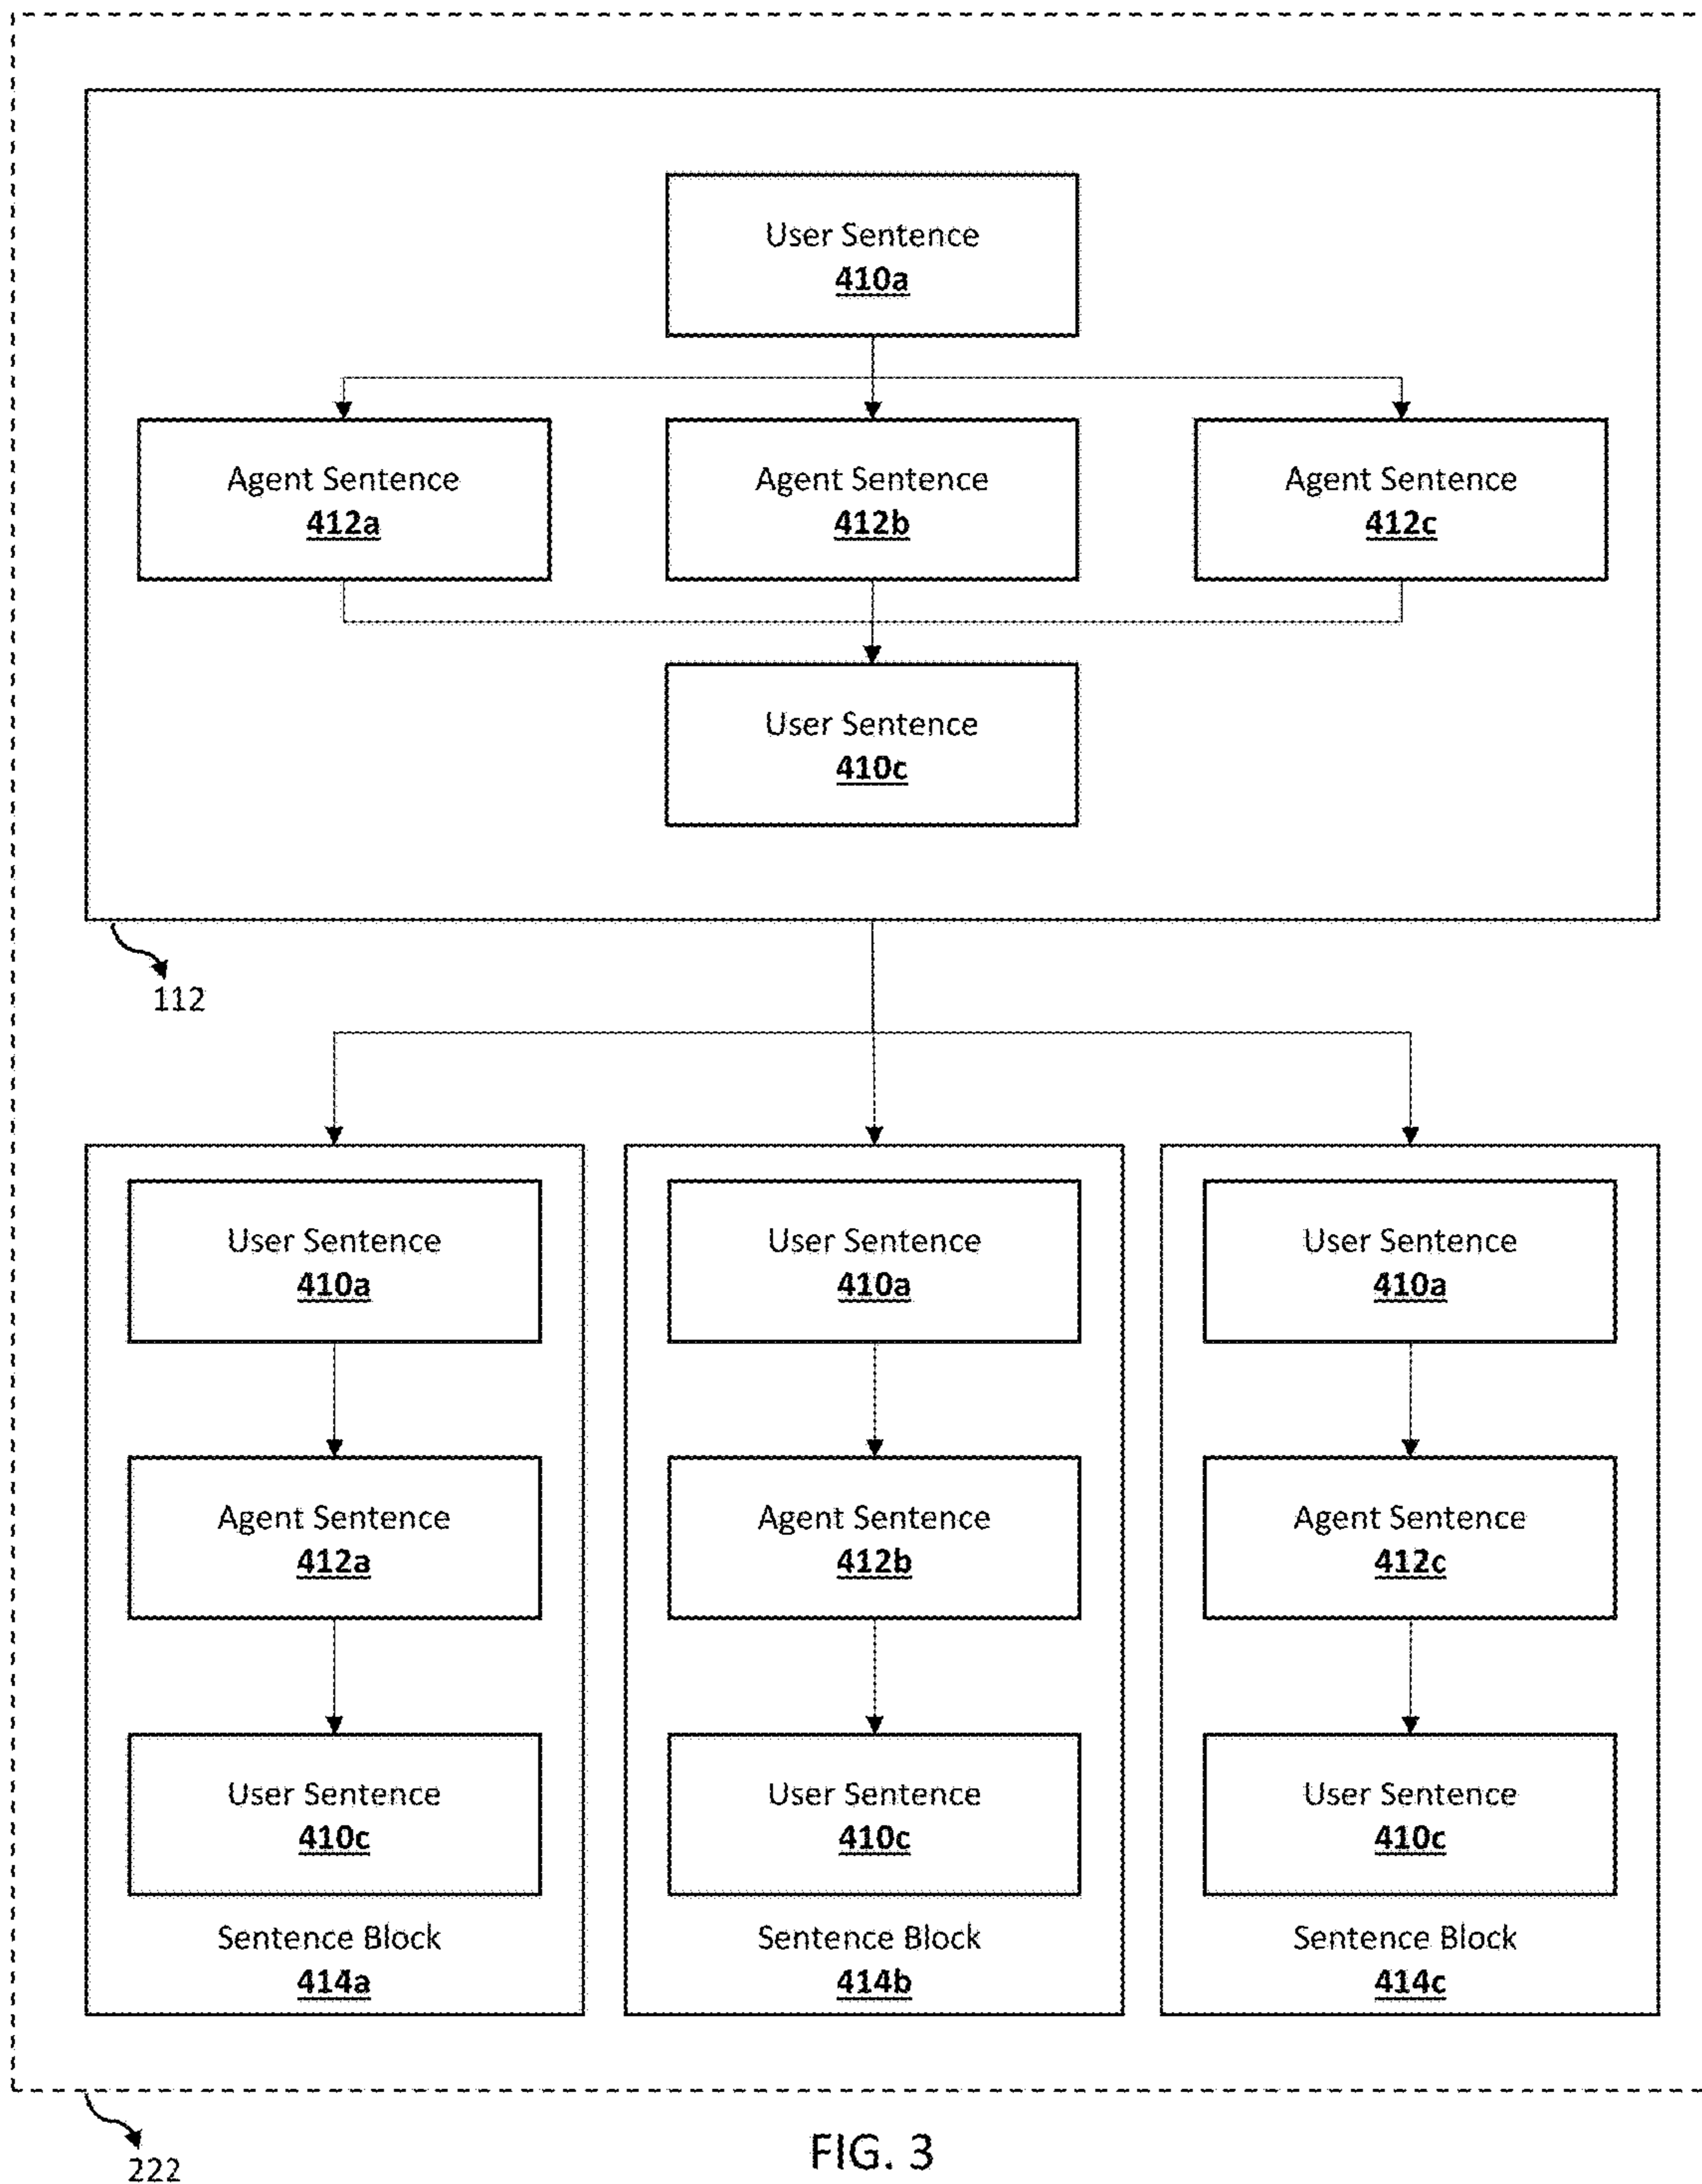 User Sentence
410a
Agent Sentence
412a
Agent Sentence
412b
Agent Sentence
412c
User Sentence
410c
112
User Sentence
410a
Agent Sentence
412a
User Sentence
410c
Sentence Block
414a
User Sentence
410a
Agent Sentence
412b
User Sentence
410c
Sentence Block
414b
User Sentence
410a
Agent Sentence
412c
User Sentence
410c
Sentence Block
414c
222
FIG. 3